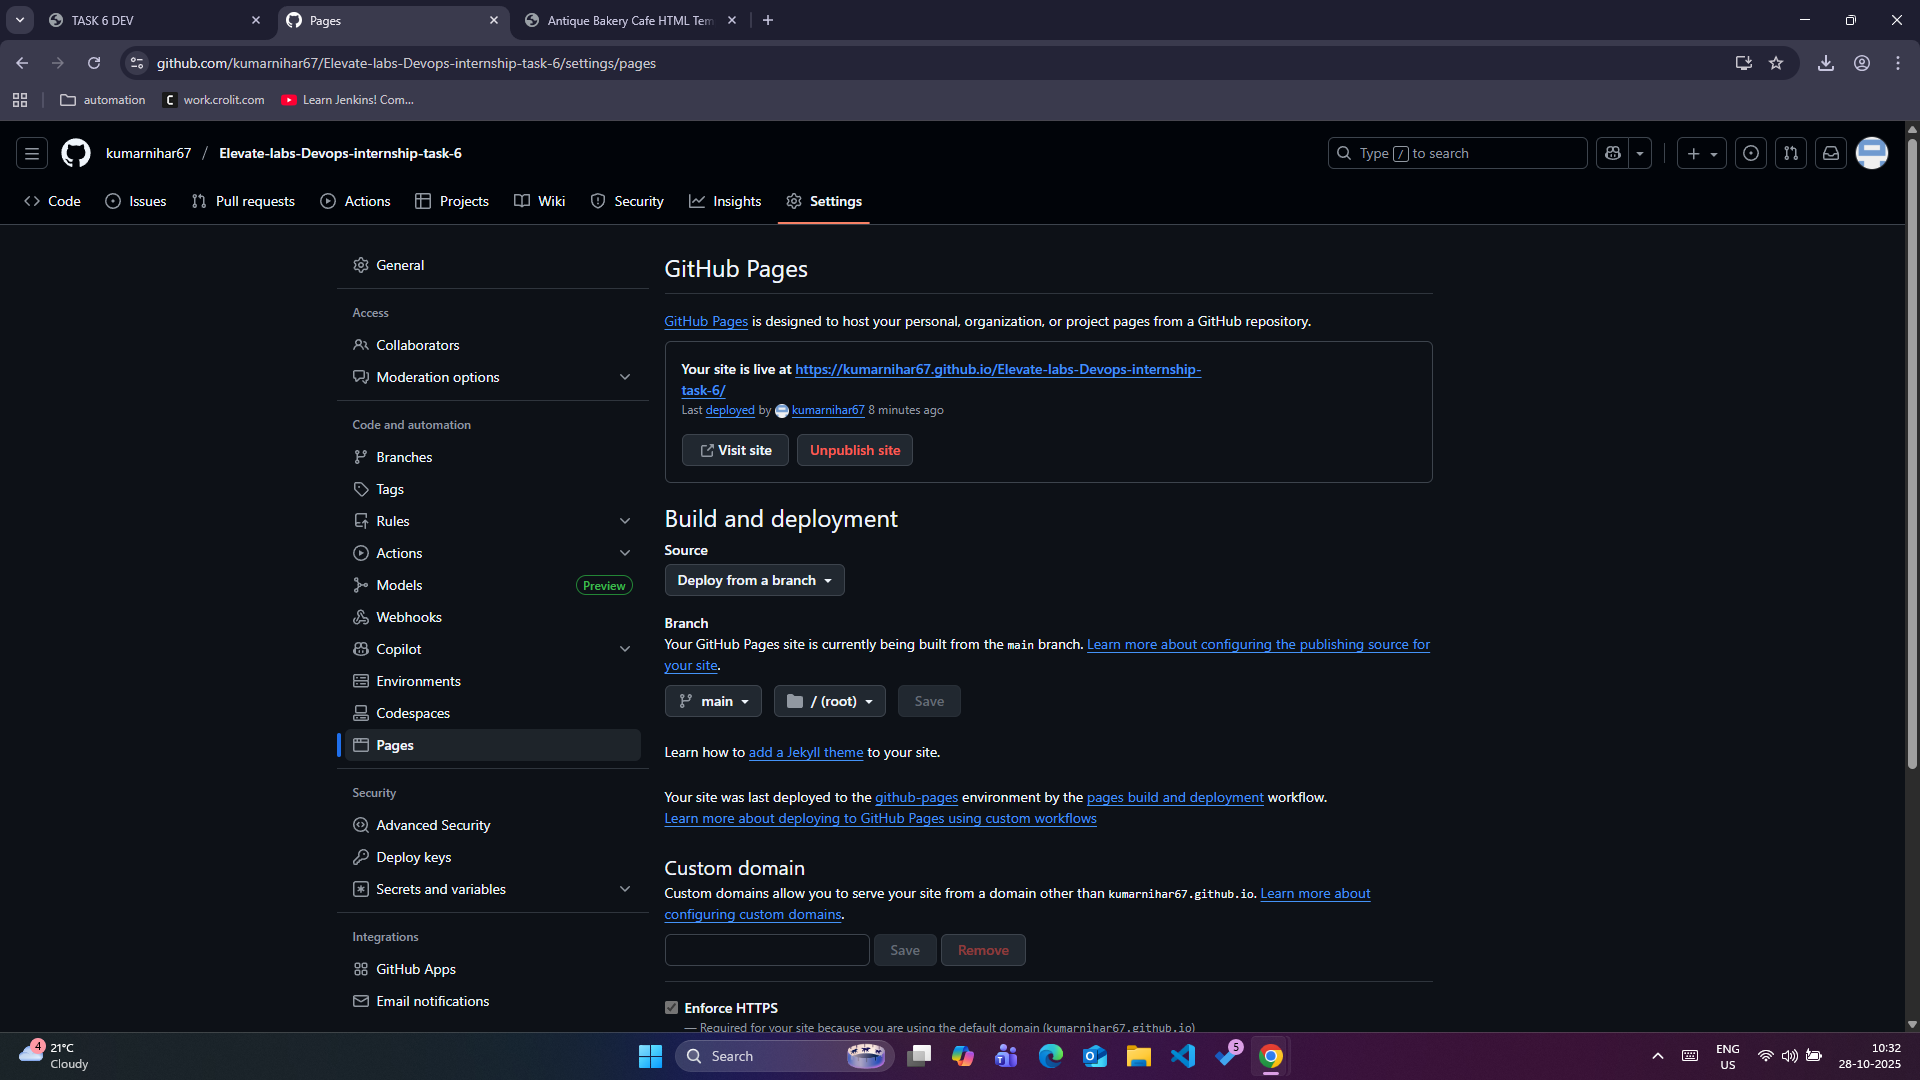 TASK 6 DEV
Pages
Antique Bakery Cafe HTML Tem
github.com/kumarnihar67/Elevate-labs-Devops-internship-task-6/settings/pages
automation
work.crolit.com
Learn Jenkins! Com...
kumarnihar67 / Elevate-labs-Devops-internship-task-6
Type / to search
Code
Issues
Pull requests
Actions
Projects
Wiki
Security
Insights
Settings
General
Access
Collaborators
Moderation options
Code and automation
Branches
Tags
Rules
Actions
Models
Preview
Webhooks
Copilot
Environments
Codespaces
Pages
Security
Advanced Security
Deploy keys
Secrets and variables
Integrations
GitHub Apps
Email notifications
GitHub Pages
GitHub Pages is designed to host your personal, organization, or project pages from a GitHub repository.
Your site is live at https://kumarnihar67.github.io/Elevate-labs-Devops-internship-
task-6/
Last deployed by kumarnihar67 8 minutes ago
Visit site
Unpublish site
Build and deployment
Source
Deploy from a branch
Branch
Your GitHub Pages site is currently being built from the main branch. Learn more about configuring the publishing source for
your site.
main
/ (root)
Save
Learn how to add a Jekyll theme to your site.
Your site was last deployed to the github-pages environment by the pages build and deployment workflow.
Learn more about deploying to GitHub Pages using custom workflows
Custom domain
Custom domains allow you to serve your site from a domain other than kumarnihar67.github.io. Learn more about
configuring custom domains.
Save
Remove
Enforce HTTPS
— Required for your site because you are using the default domain (kumarnihar67.github.io)
4
21°C
Cloudy
Search
5
ENG
US
10:32
28-10-2025